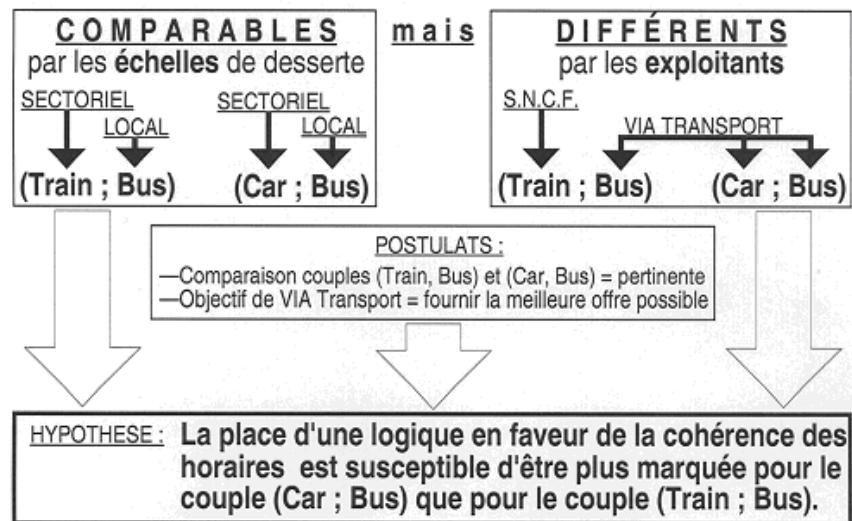 COMPARABLES
par les échelles de desserte
SECTORIEL
LOCAL
SECTORIEL
LOCAL
(Train ; Bus)
(Car ; Bus)
mais
DIFFÉRENTS
par les exploitants
S.N.C.F.
VIA TRANSPORT
(Train ; Bus)
(Car ; Bus)
POSTULATS :
—Comparaison couples (Train, Bus) et (Car, Bus) = pertinente
—Objectif de VIA Transport = fournir la meilleure offre possible
HYPOTHESE : La place d'une logique en faveur de la cohérence des
horaires est susceptible d'être plus marquée pour le
couple (Car ; Bus) que pour le couple (Train ; Bus).